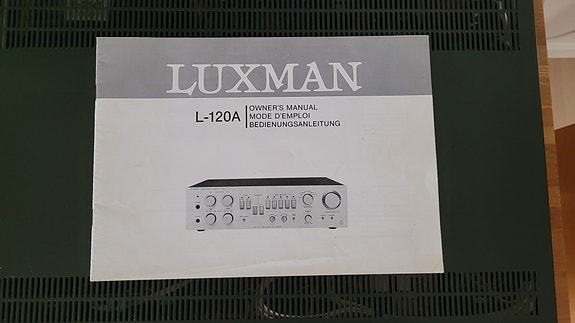 LUXMAN
L-120A
OWNER'S MANUAL
MODE D'EMPLOI
BEDIENUNGSANLEITUNG